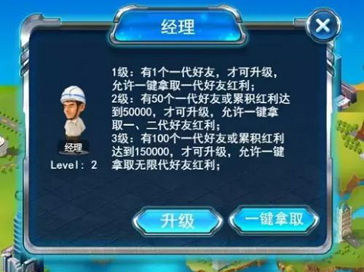 经理
1级：有1个一代好友，才可升级，
允许一键拿取一代好友红利；
2级：有50个一代好友或累积红利达
到50000，才可升级，允许一键拿
取一、二代好友红利；
3级：有100个一代好友或累积红利
达到150000，才可升级，允许一键
拿取无限代好友红利；
经理
Level: 2
升级
一键拿取